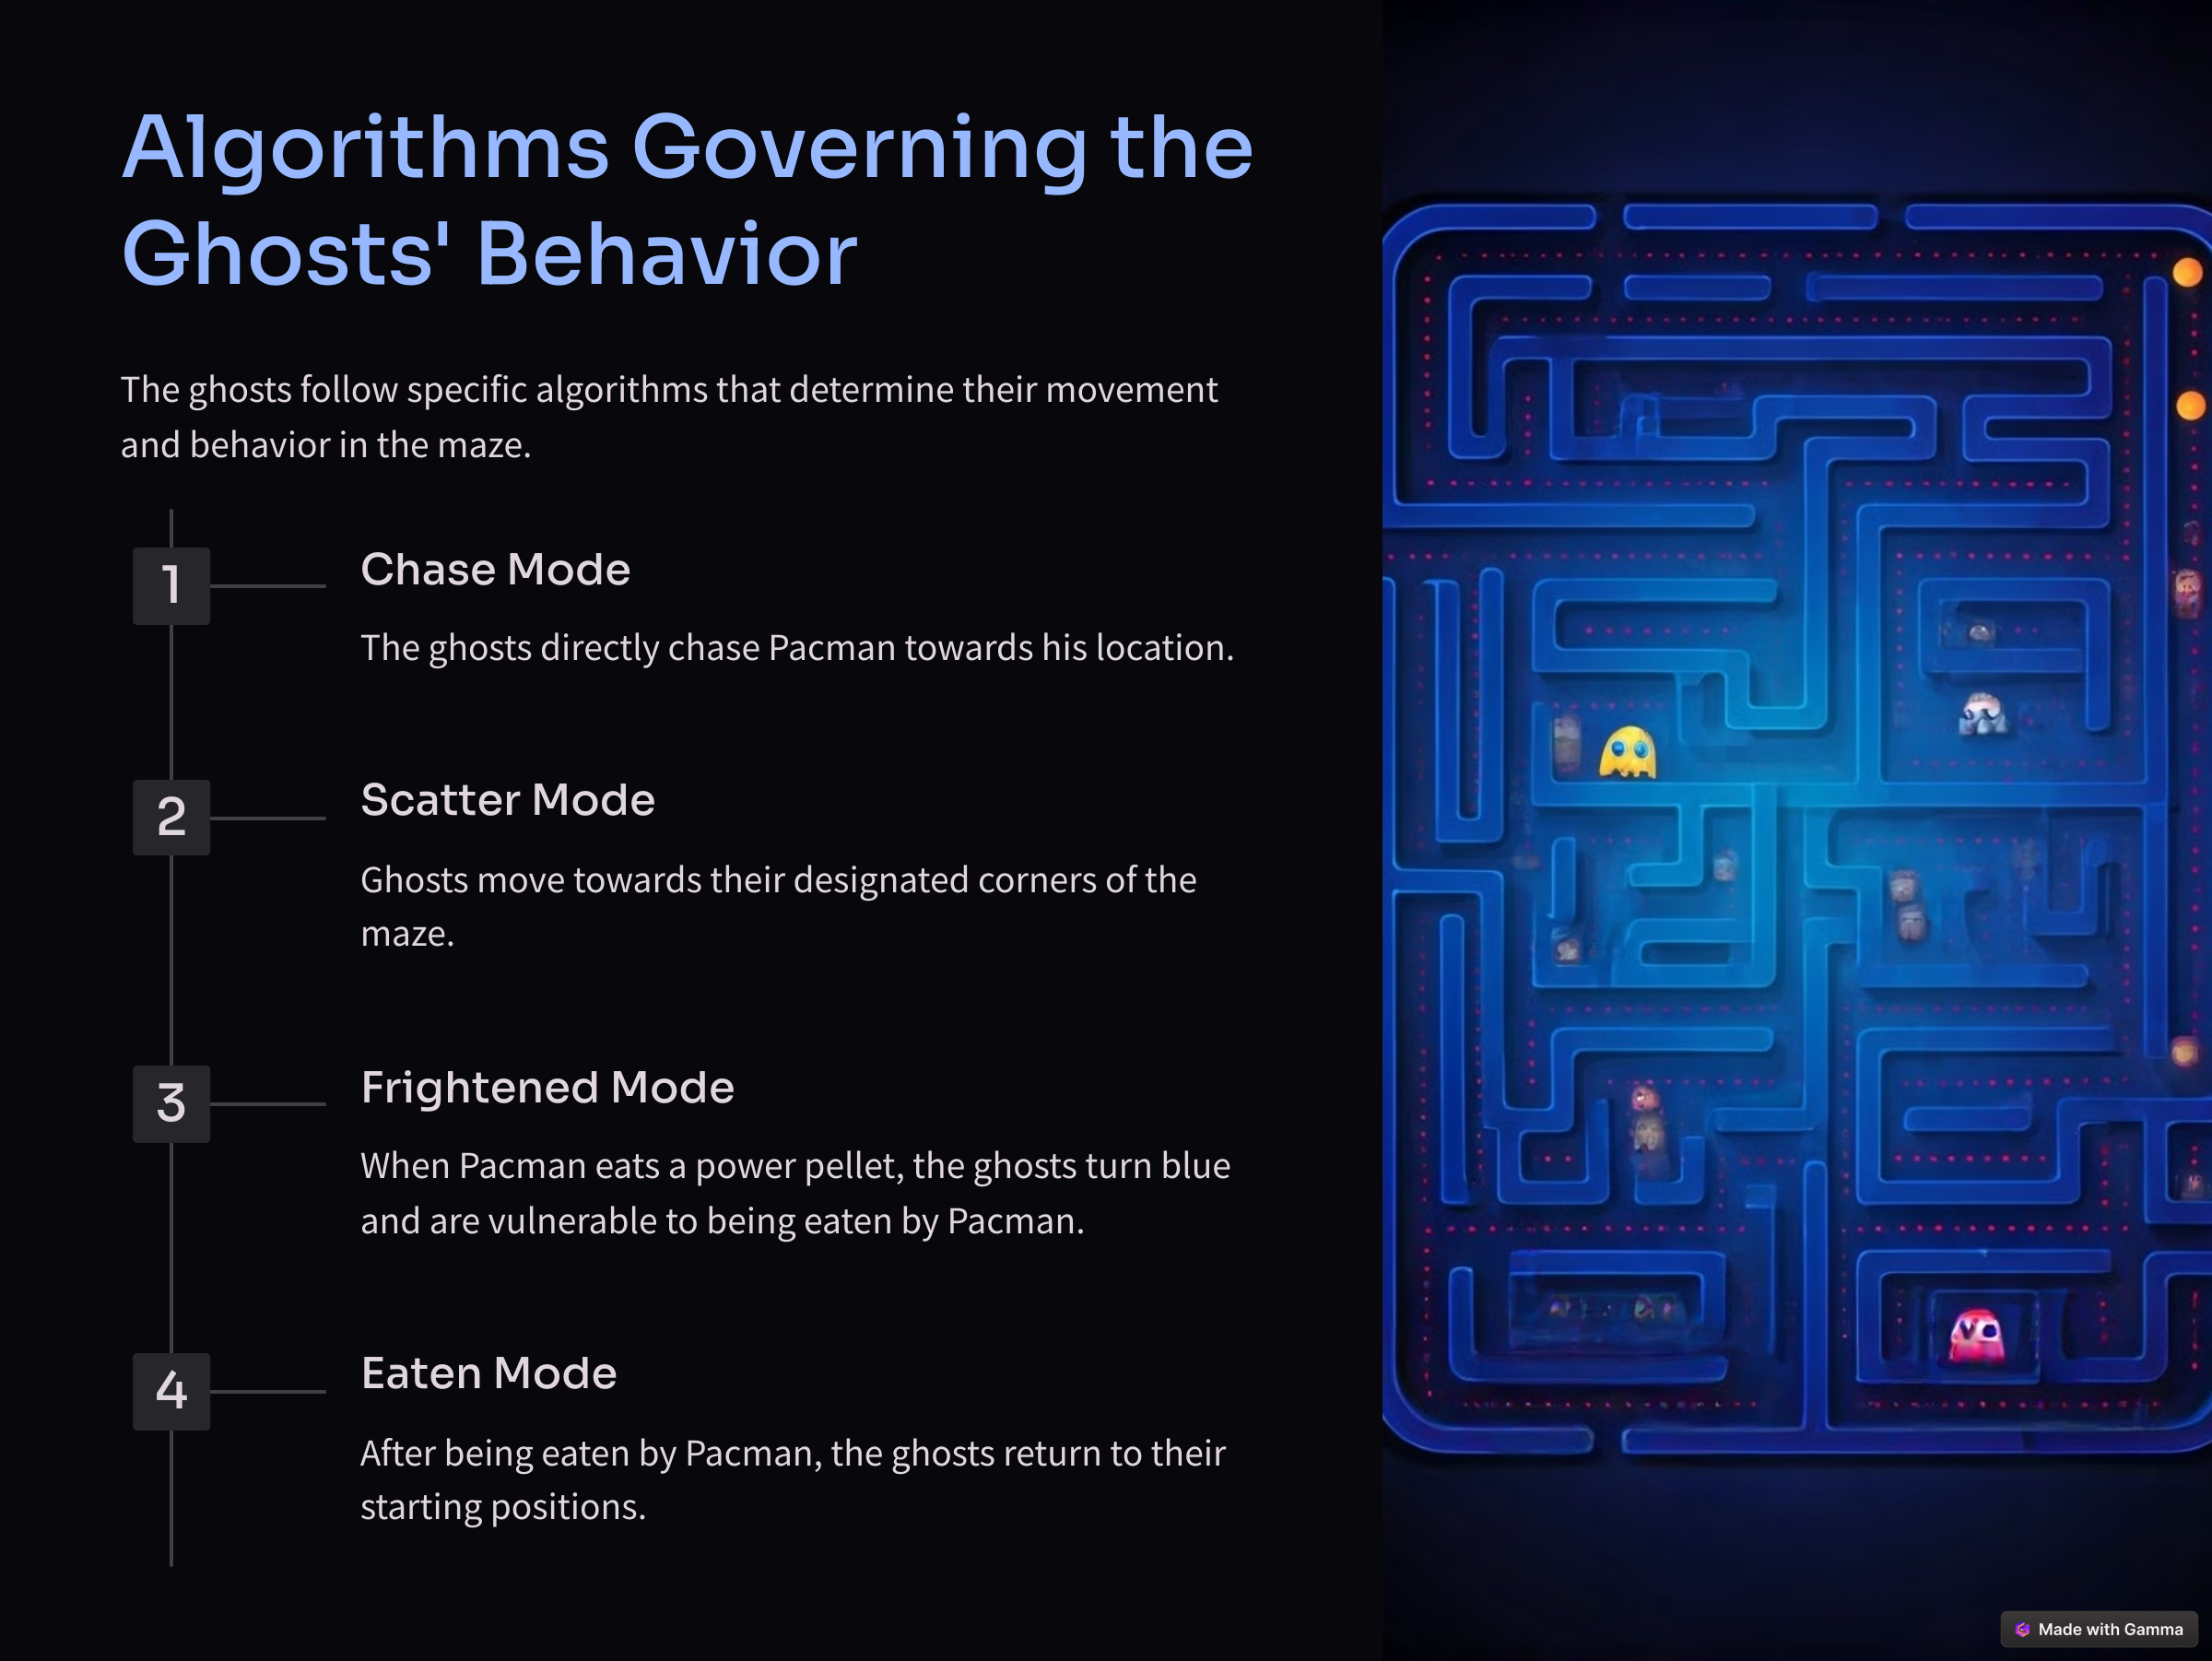 Algorithms Governing the
Ghosts' Behavior
The ghosts follow specific algorithms that determine their movement
and behavior in the maze.
1
Chase Mode
The ghosts directly chase Pacman towards his location.
2
Scatter Mode
Ghosts move towards their designated corners of the
maze.
3
Frightened Mode
When Pacman eats a power pellet, the ghosts turn blue
and are vulnerable to being eaten by Pacman.
4
Eaten Mode
After being eaten by Pacman, the ghosts return to their
starting positions.
Made with Gamma